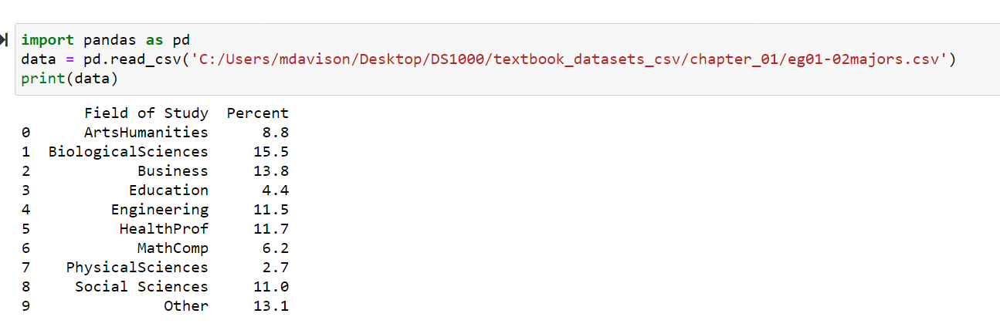 import pandas as pd
data = pd.read_csv('C:/Users/mdavison/Desktop/DS1000/textbook_datasets_csv/chapter_01/eg01-02majors.csv')
print(data)
Field of Study Percent
0 ArtsHumanities 8.8
1 BiologicalSciences 15.5
2 Business 13.8
3 Education 4.4
4 Engineering 11.5
5 HealthProf 11.7
6 MathComp 6.2
7 PhysicalSciences 2.7
8 Social Sciences 11.0
9 Other 13.1